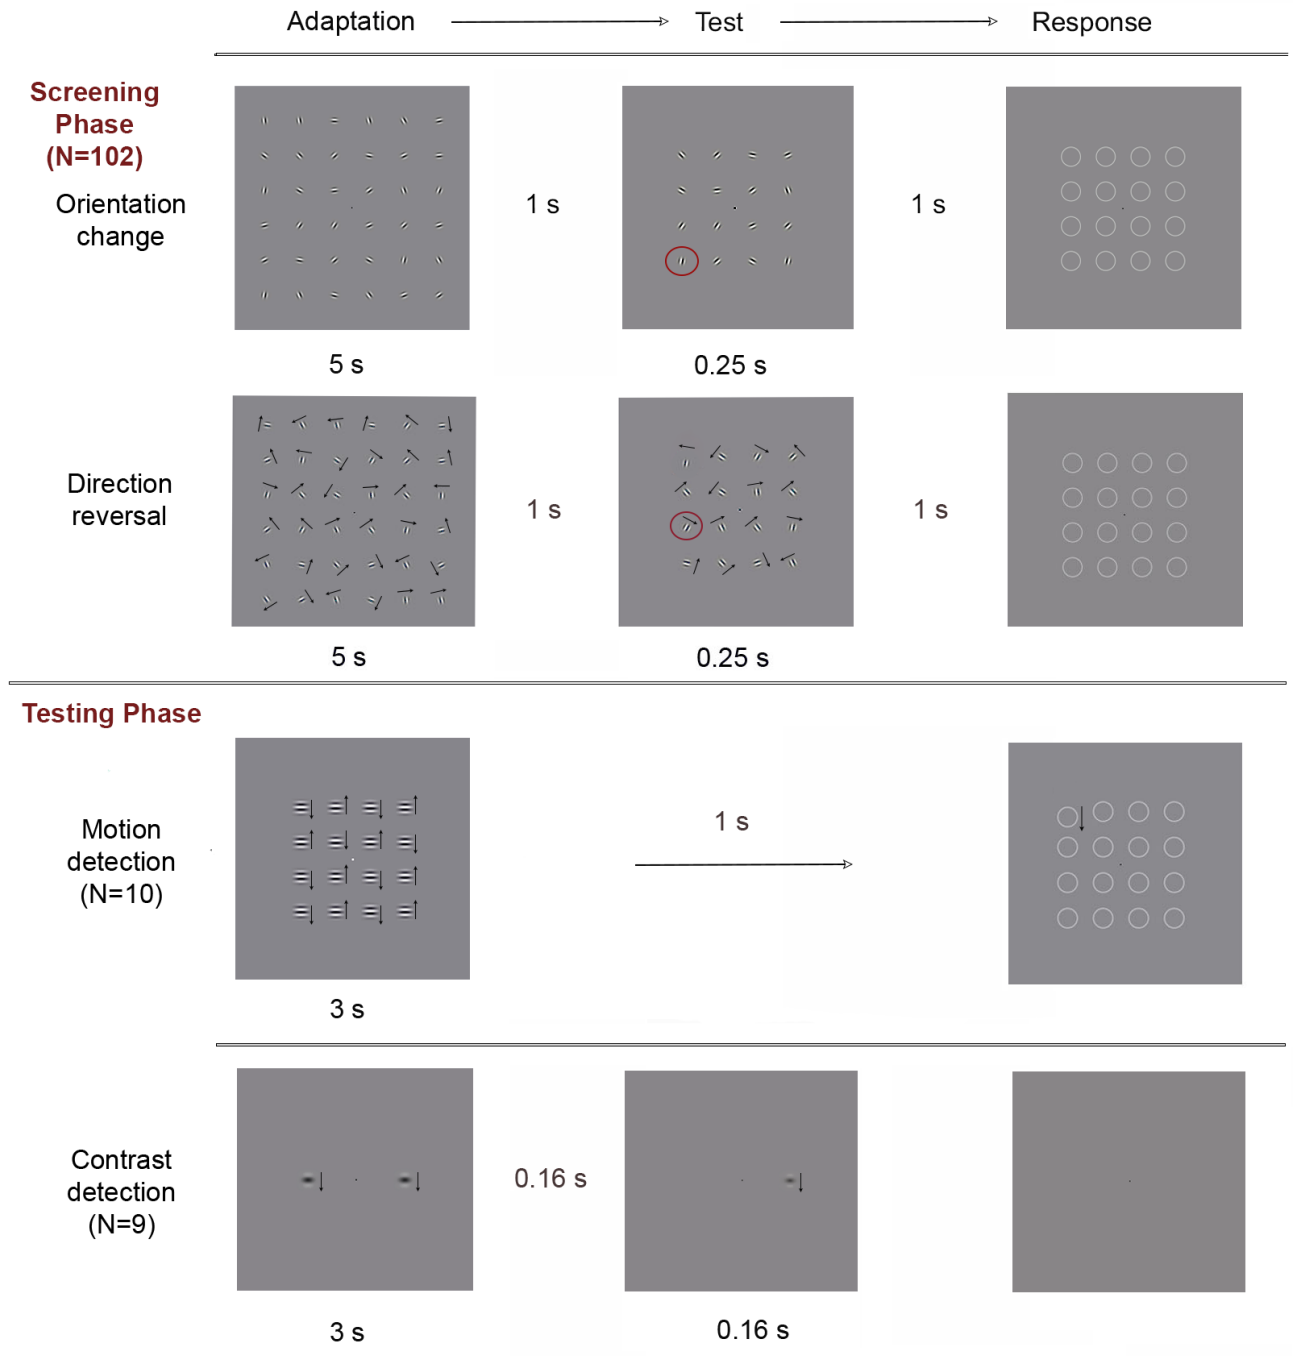 Adaptation
Test
Response
Screening
Phase
(N=102)
Orientation
change
1 s
1 s
5 s
0.25 s
Direction
reversal
1 s
1 s
5 s
0.25 s
Testing Phase
Motion
detection
(N=10)
1 s
3 s
Contrast
detection
(N=9)
0.16 s
3 s
0.16 s